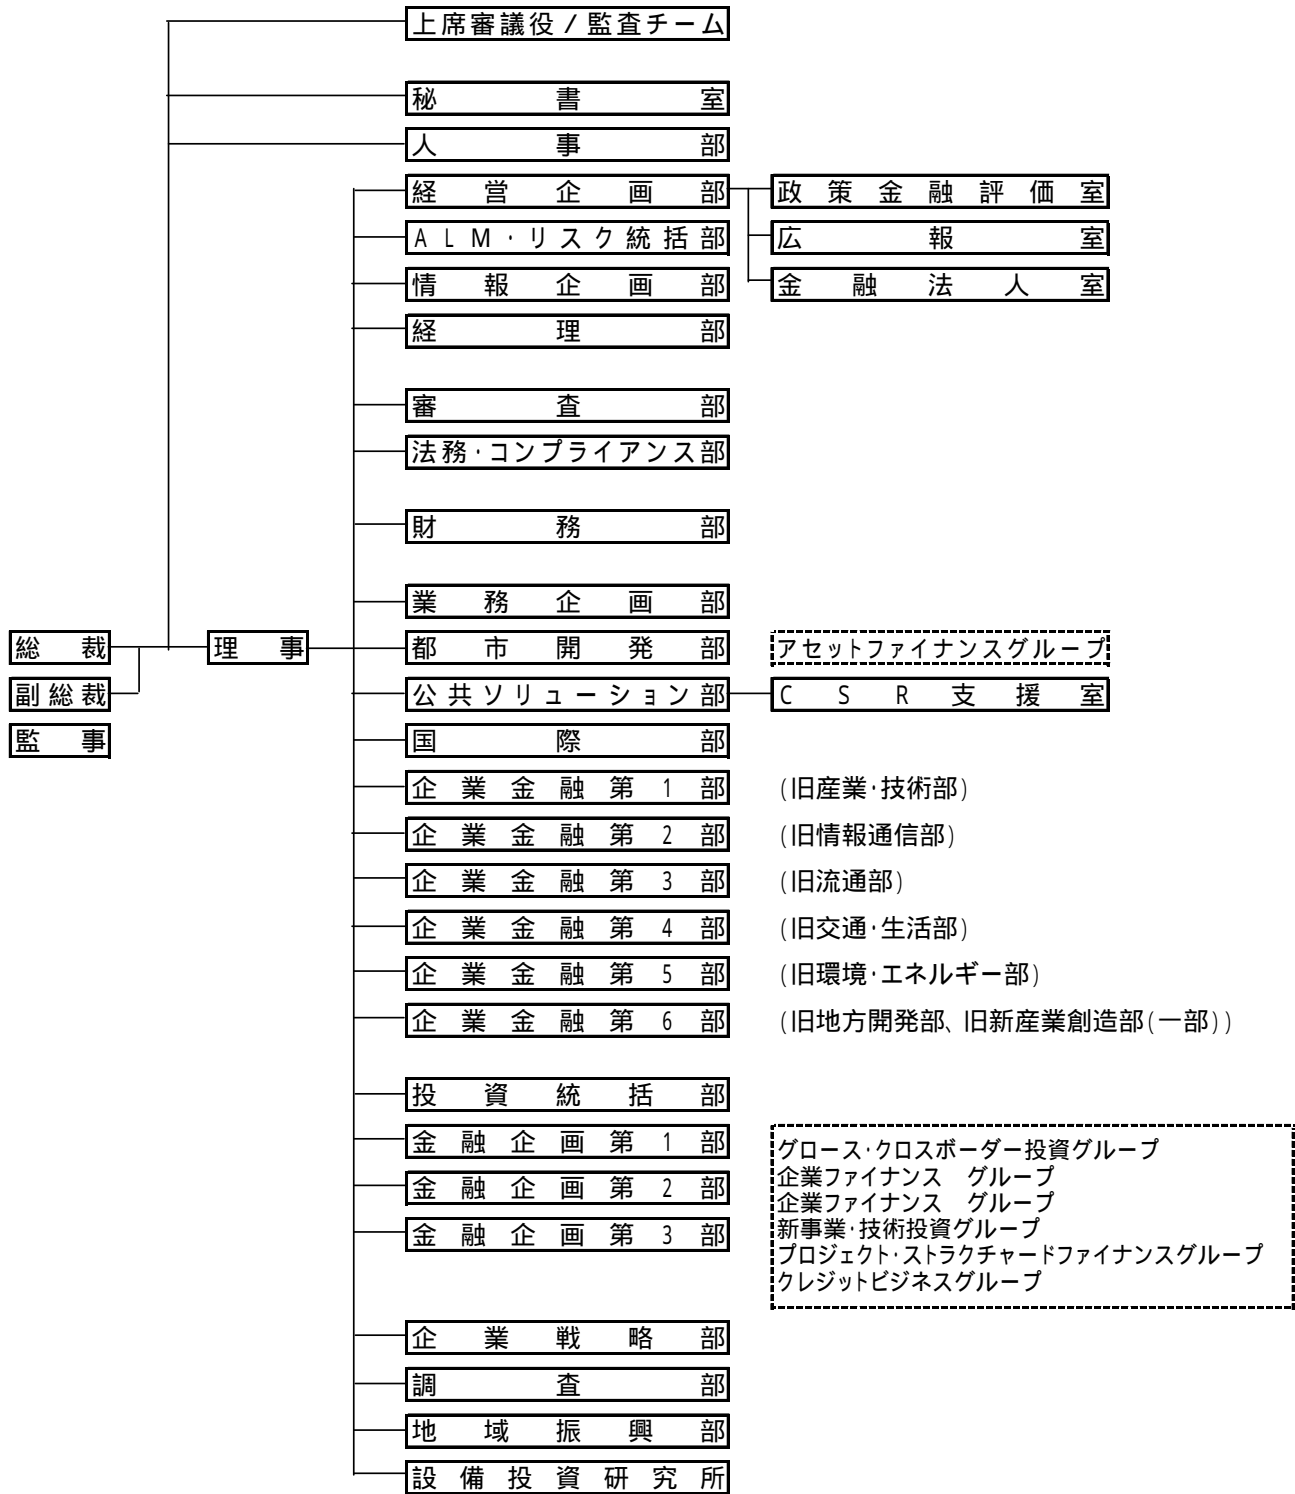 上席審議役/監査チーム
秘書室
人事部
経営企画部 政策金融評価室
ALM・リスク統括部 広報室
情報企画部 金融法人室
経理部
審査部
法務・コンプライアンス部
財務部
業務企画部
総裁 理事 都市開発部 アセットファイナンスグループ
副総裁 公共ソリューション部 CSR支援室
監事 国際部
企業金融第1部 (旧産業・技術部)
企業金融第2部 (旧情報通信部)
企業金融第3部 (旧流通部)
企業金融第4部 (旧交通・生活部)
企業金融第5部 (旧環境・エネルギー部)
企業金融第6部 (旧地方開発部、旧新産業創造部(一部))
投資統括部
金融企画第1部
金融企画第2部
金融企画第3部
グロース・クロスボーダー投資グループ
企業ファイナンス グループ
企業ファイナンス グループ
新事業・技術投資グループ
プロジェクト・ストラクチャードファイナンスグループ
クレジットビジネスグループ
企業戦略部
調査部
地域振興部
設備投資研究所